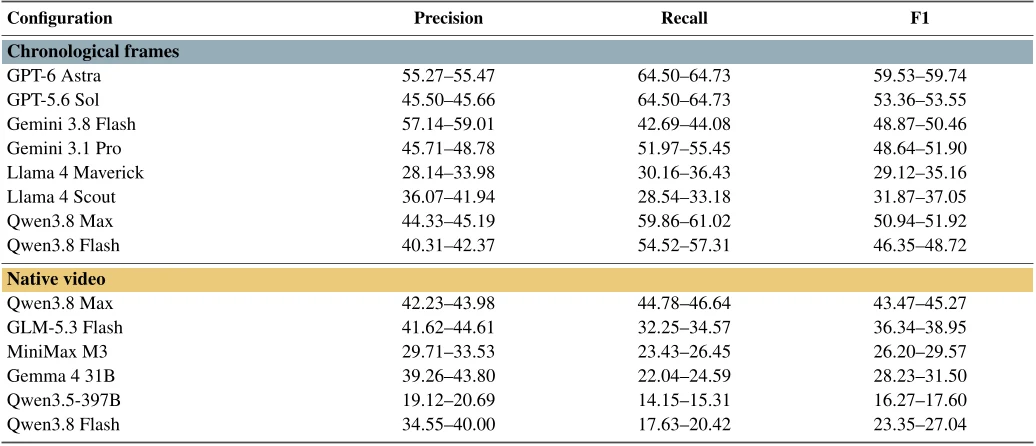 Configuration Precision Recall F1
Chronological frames
GPT-6 Astra 55.27–55.47 64.50–64.73 59.53–59.74
GPT-5.6 Sol 45.50–45.66 64.50–64.73 53.36–53.55
Gemini 3.8 Flash 57.14–59.01 42.69–44.08 48.87–50.46
Gemini 3.1 Pro 45.71–48.78 51.97–55.45 48.64–51.90
Llama 4 Maverick 28.14–33.98 30.16–36.43 29.12–35.16
Llama 4 Scout 36.07–41.94 28.54–33.18 31.87–37.05
Qwen3.8 Max 44.33–45.19 59.86–61.02 50.94–51.92
Qwen3.8 Flash 40.31–42.37 54.52–57.31 46.35–48.72
Native video
Qwen3.8 Max 42.23–43.98 44.78–46.64 43.47–45.27
GLM-5.3 Flash 41.62–44.61 32.25–34.57 36.34–38.95
MiniMax M3 29.71–33.53 23.43–26.45 26.20–29.57
Gemma 4 31B 39.26–43.80 22.04–24.59 28.23–31.50
Qwen3.5-397B 19.12–20.69 14.15–15.31 16.27–17.60
Qwen3.8 Flash 34.55–40.00 17.63–20.42 23.35–27.04